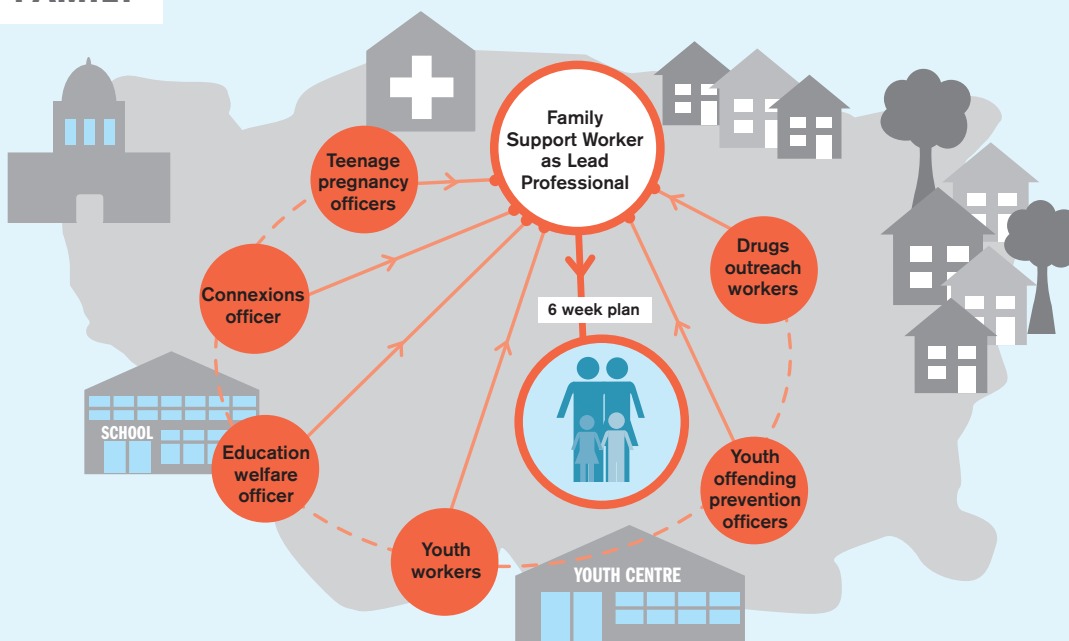 Family
Support Worker
as Lead
Professional
Teenage
pregnancy
officers
Drugs
outreach
workers
Connexions
officer
6 week plan
SCHOOL
Education
welfare
officer
Youth
offending
prevention
officers
Youth
workers
YOUTH CENTRE